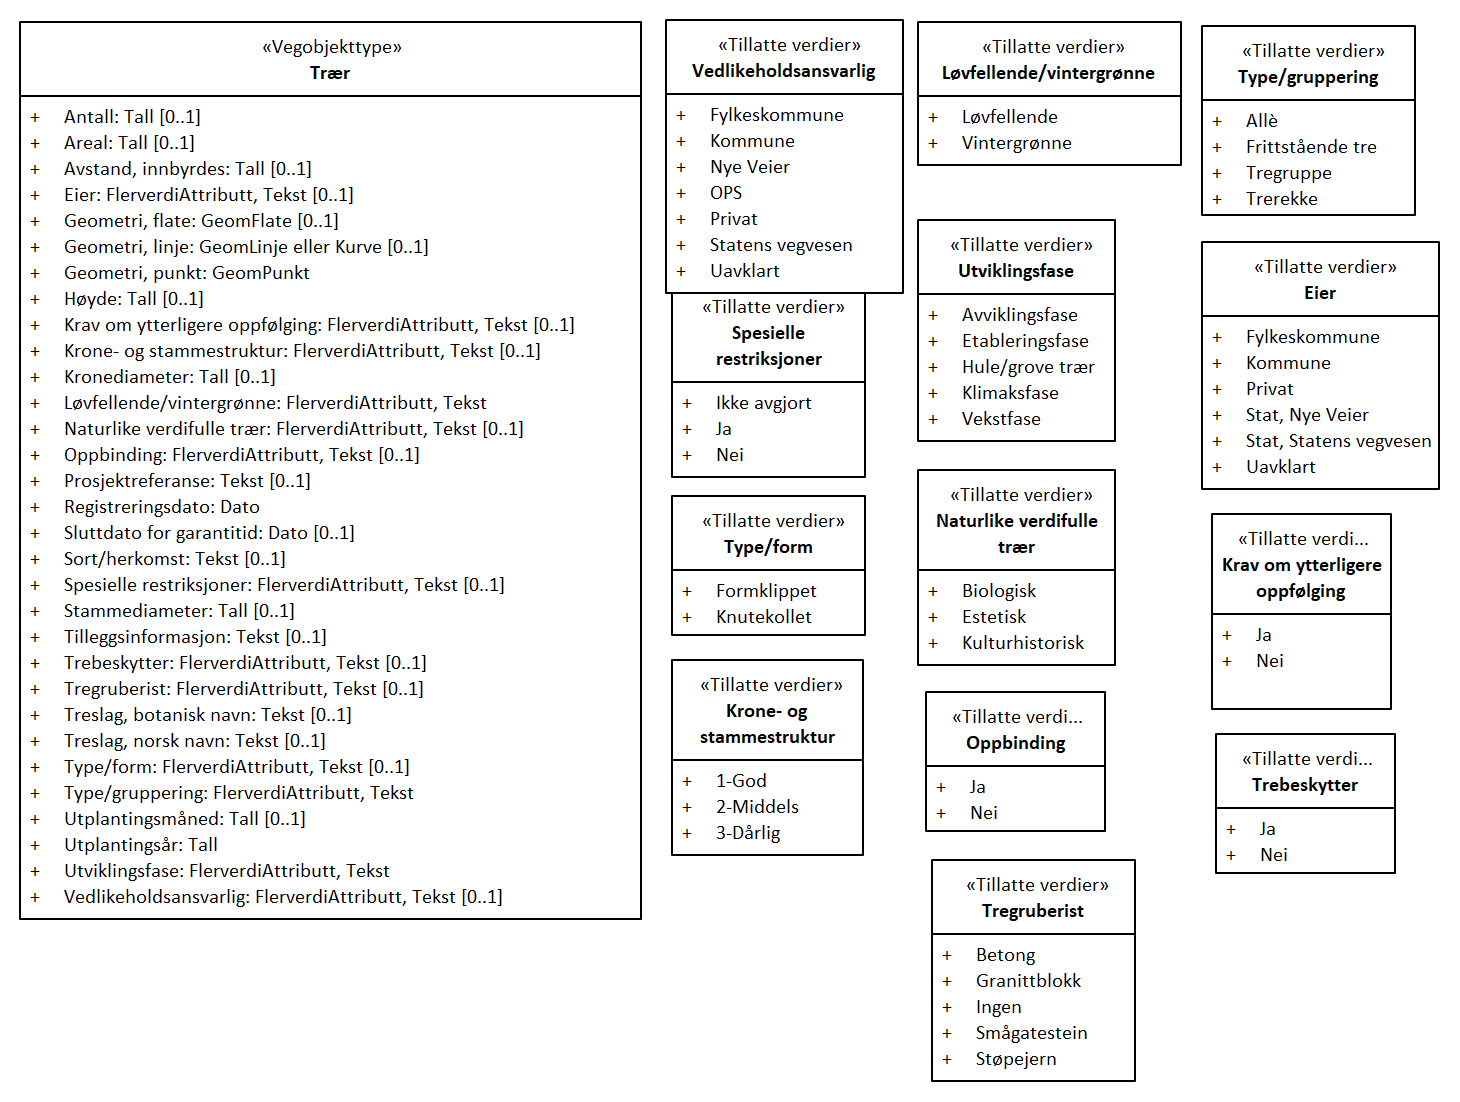 «Vegobjekttype»
Trær
+ Antall: Tall [0..1]
+ Areal: Tall [0..1]
+ Avstand, innbyrdes: Tall [0..1]
+ Eier: FlerverdiAttributt, Tekst [0..1]
+ Geometri, flate: GeomFlate [0..1]
+ Geometri, linje: GeomLinje eller Kurve [0..1]
+ Geometri, punkt: GeomPunkt
+ Høyde: Tall [0..1]
+ Krav om ytterligere oppfølging: FlerverdiAttributt, Tekst [0..1]
+ Krone- og stammestruktur: FlerverdiAttributt, Tekst [0..1]
+ Kronediameter: Tall [0..1]
+ Løvfellende/vintergrønne: FlerverdiAttributt, Tekst
+ Naturlike verdifulle trær: FlerverdiAttributt, Tekst [0..1]
+ Oppbinding: FlerverdiAttributt, Tekst [0..1]
+ Prosjektreferanse: Tekst [0..1]
+ Registreringsdato: Dato
+ Sluttdato for garantitid: Dato [0..1]
+ Sort/herkomst: Tekst [0..1]
+ Spesielle restriksjoner: FlerverdiAttributt, Tekst [0..1]
+ Stammediameter: Tall [0..1]
+ Tilleggsinformasjon: Tekst [0..1]
+ Trebeskytter: FlerverdiAttributt, Tekst [0..1]
+ Tregruberist: FlerverdiAttributt, Tekst [0..1]
+ Treslag, botanisk navn: Tekst [0..1]
+ Treslag, norsk navn: Tekst [0..1]
+ Type/form: FlerverdiAttributt, Tekst [0..1]
+ Type/gruppering: FlerverdiAttributt, Tekst
+ Utplantingsmåned: Tall [0..1]
+ Utplantingsår: Tall
+ Utviklingsfase: FlerverdiAttributt, Tekst
+ Vedlikeholdsansvarlig: FlerverdiAttributt, Tekst [0..1]
«Tillatte verdier»
Vedlikeholdsansvarlig
+ Fylkeskommune
+ Kommune
+ Nye Veier
+ OPS
+ Privat
+ Statens vegvesen
+ Uavklart
«Tillatte verdier»
Spesielle
restriksjoner
+ Ikke avgjort
+ Ja
+ Nei
«Tillatte verdier»
Type/form
+ Formklippet
+ Knutekollet
«Tillatte verdier»
Krone- og
stammestruktur
+ 1-God
+ 2-Middels
+ 3-Dårlig
«Tillatte verdier»
Løvfellende/vintergrønne
+ Løvfellende
+ Vintergrønne
«Tillatte verdier»
Utviklingsfase
+ Avviklingsfase
+ Etableringsfase
+ Hule/grove trær
+ Klimaksfase
+ Vekstfase
«Tillatte verdier»
Naturlike verdifulle
trær
+ Biologisk
+ Estetisk
+ Kulturhistorisk
«Tillatte verdi...
Oppbinding
+ Ja
+ Nei
«Tillatte verdier»
Tregruberist
+ Betong
+ Granittblokk
+ Ingen
+ Smågatestein
+ Støpejern
«Tillatte verdier»
Type/gruppering
+ Allè
+ Frittstående tre
+ Tregruppe
+ Trerekke
«Tillatte verdier»
Eier
+ Fylkeskommune
+ Kommune
+ Privat
+ Stat, Nye Veier
+ Stat, Statens vegvesen
+ Uavklart
«Tillatte verdi...
Krav om ytterligere
oppfølging
+ Ja
+ Nei
«Tillatte verdi...
Trebeskytter
+ Ja
+ Nei